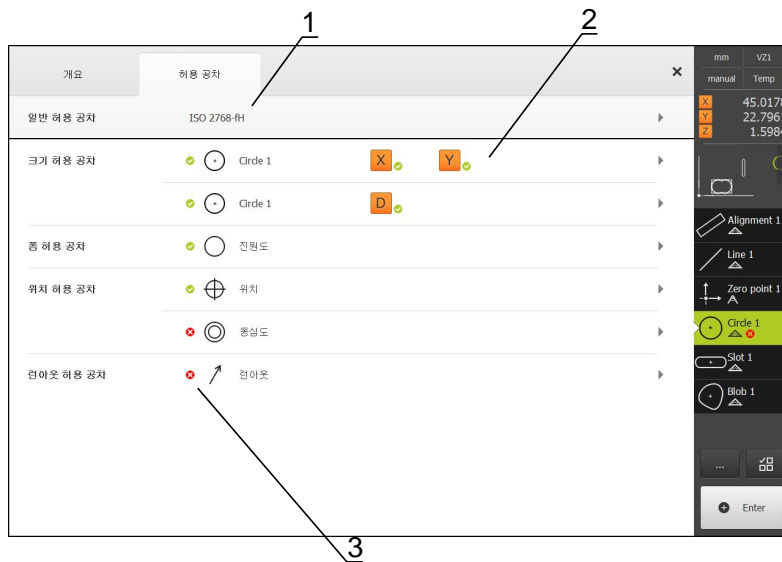 1
2
개요
허용 공차
×
mm VZ1
manual Temp
일반 허용 공차 ISO 2768-fH
X 45.0178
Y 22.796
Z 1.5984
크기 허용 공차 Circle 1 X Y
Circle 1 D
폼 허용 공차 진원도
위치 허용 공차 위치
동심도
런아웃 허용 공차 런아웃
Alignment 1
Line 1
Zero point 1
Circle 1
Slot 1
Blob 1
...
Enter
3